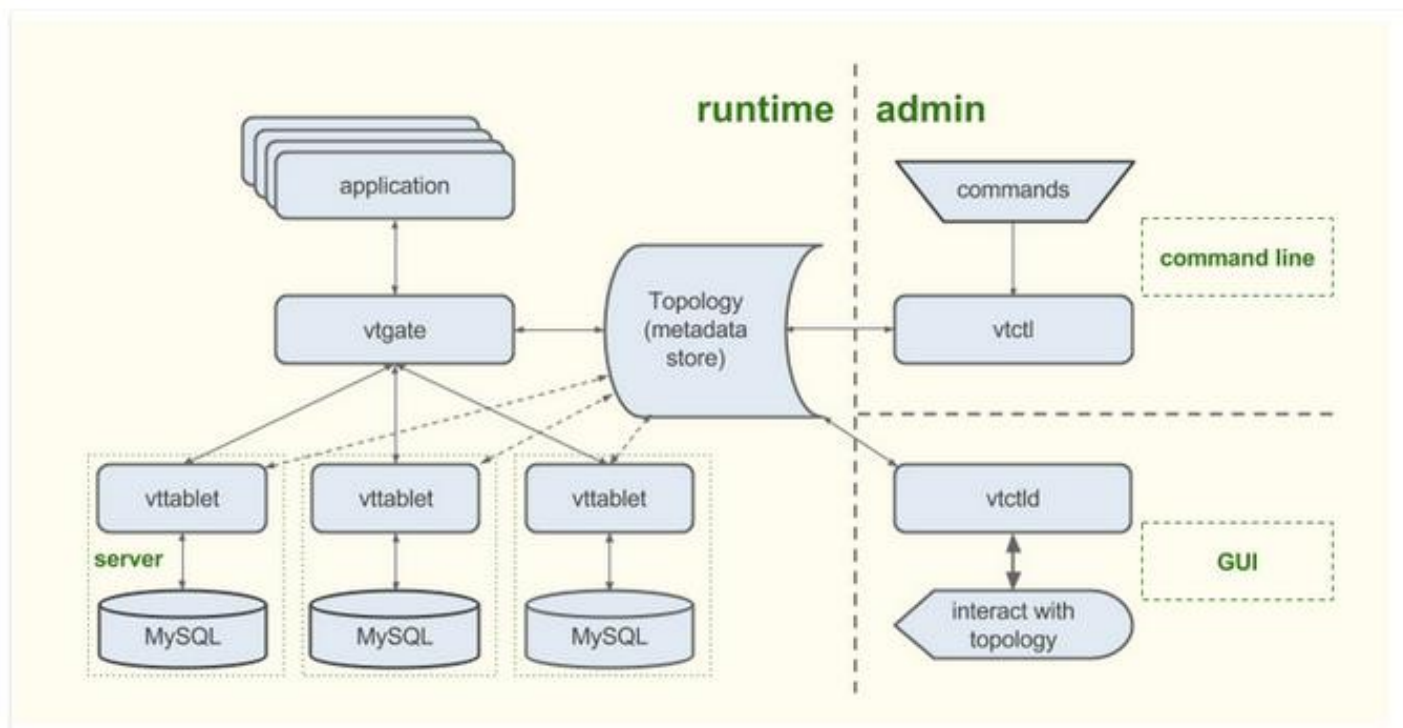 runtime
admin
application
commands
command line
Topology
(metadata
store)
vtgate
vtctl
vttablet
vttablet
vttablet
vtctld
server
GUI
MySQL
MySQL
MySQL
interact with
topology